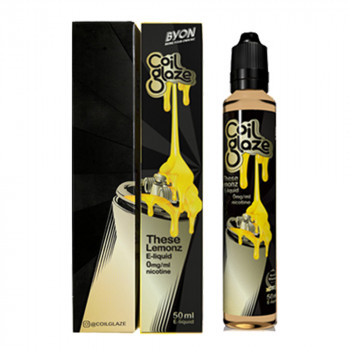 BYON
Coil
glaze
These
Lemonz
E-liquid
0mg/ml
nicotine
50ml
E-liquid
@COILGLAZE
Coil
glaze
These
Lemonz
E-liquid
0mg/ml
nicotine
50ml
E-liquid